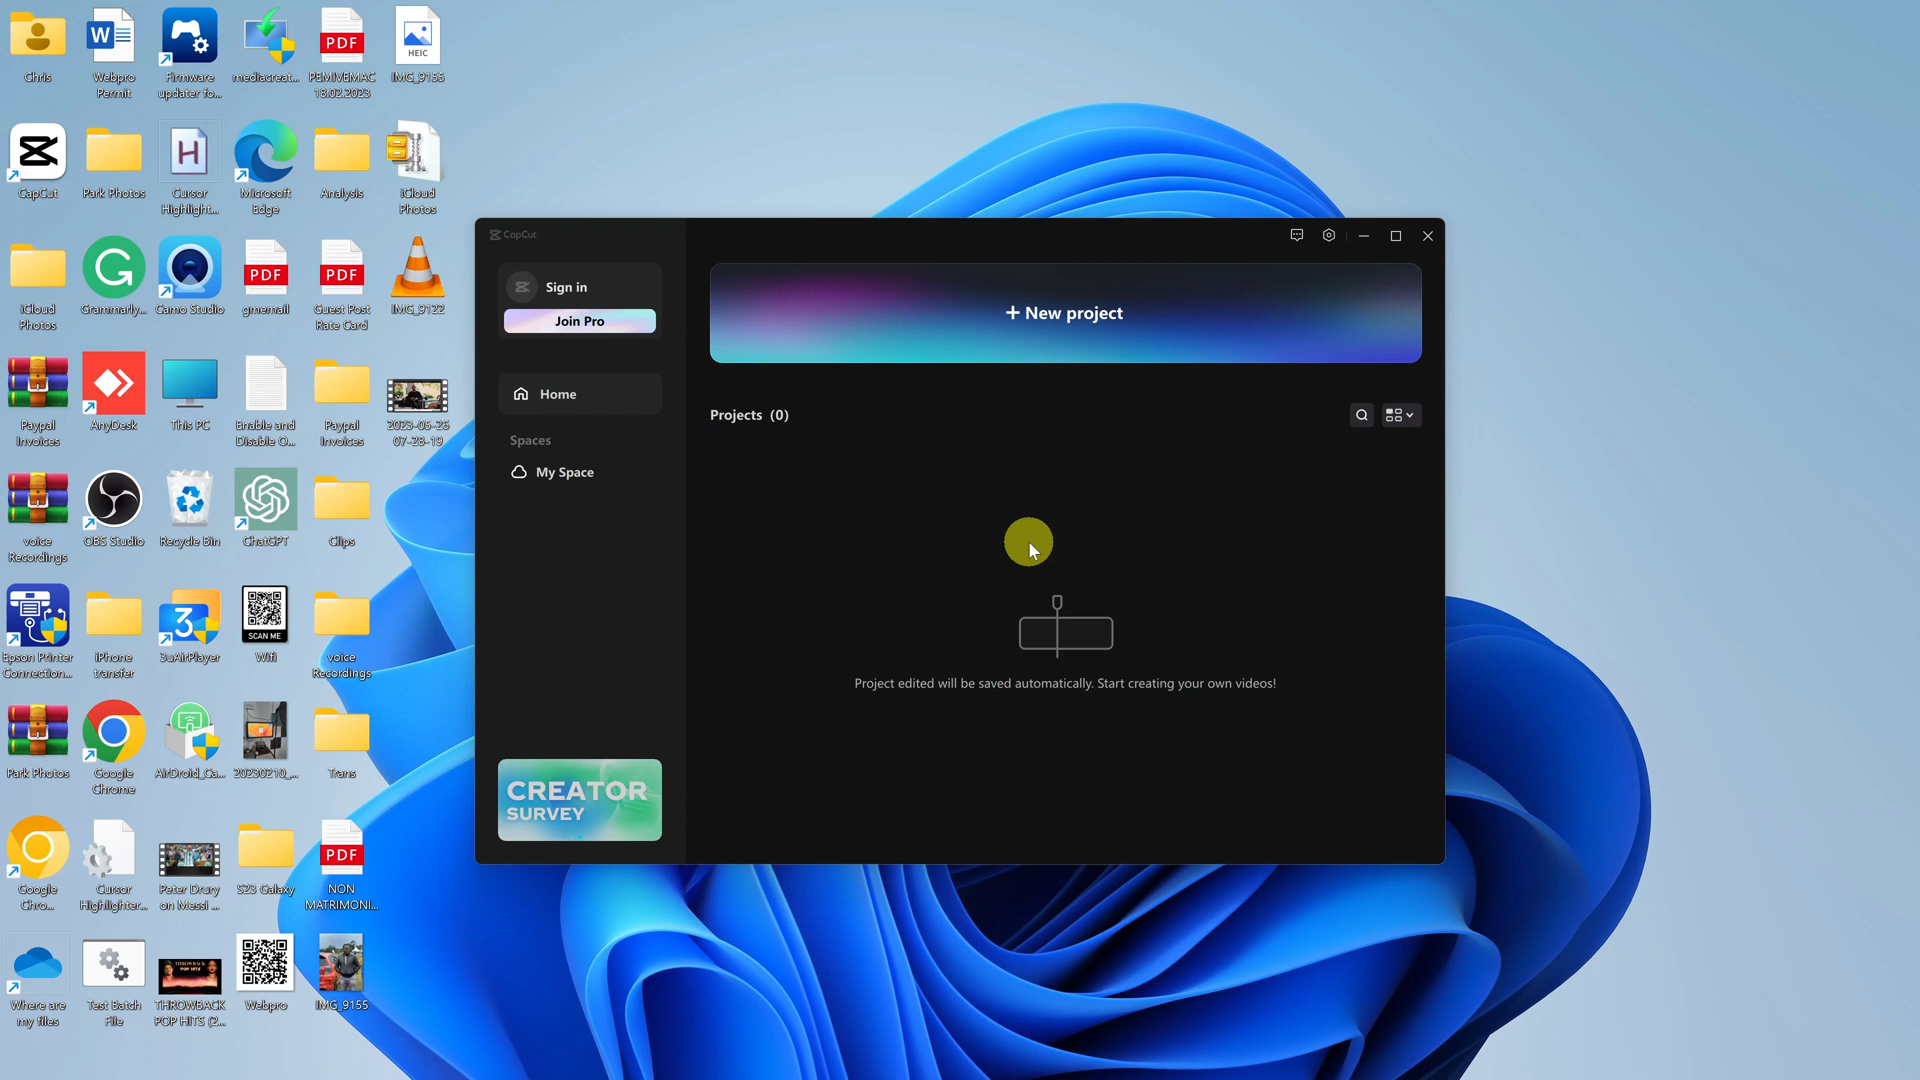 Chris
Webpro
Permit
Firmware
updater fo...
mediacreat...
PDF
PEMIVEMAC
18.02.2023
HEIC
IMG_9155
CapCut
Park Photos
H
Cursor
Highlight...
Microsoft
Edge
Analysis
iCloud
Photos
iCloud
Photos
Grammarly...
Camo Studio
PDF
gmemail
PDF
Guest Post
Rate Card
IMG_9122
Paypal
Invoices
AnyDesk
This PC
Enable and
Disable O...
Paypal
Invoices
2023-05-26
07-28-19
voice
Recordings
OBS Studio
Recycle Bin
ChatGPT
Clips
Epson Printer
Connection...
iPhone
transfer
3
3uAirPlayer
SCAN ME
Wifi
voice
Recordings
Park Photos
Google
Chrome
AirDroid_Ca...
20230210_...
Trans
Google
Chro...
Cursor
Highlighter...
Peter Drury
on Messi ...
S23 Galaxy
PDF
NON
MATRIMONI...
Where are
my files
Test Batch
File
THROWBACK
POP HITS
THROWBACK
POP HITS (2...
Webpro
IMG_9155
CapCut
Sign in
Join Pro
Home
Spaces
My Space
CREATOR
SURVEY
+ New project
Projects (0)
Project edited will be saved automatically. Start creating your own videos!